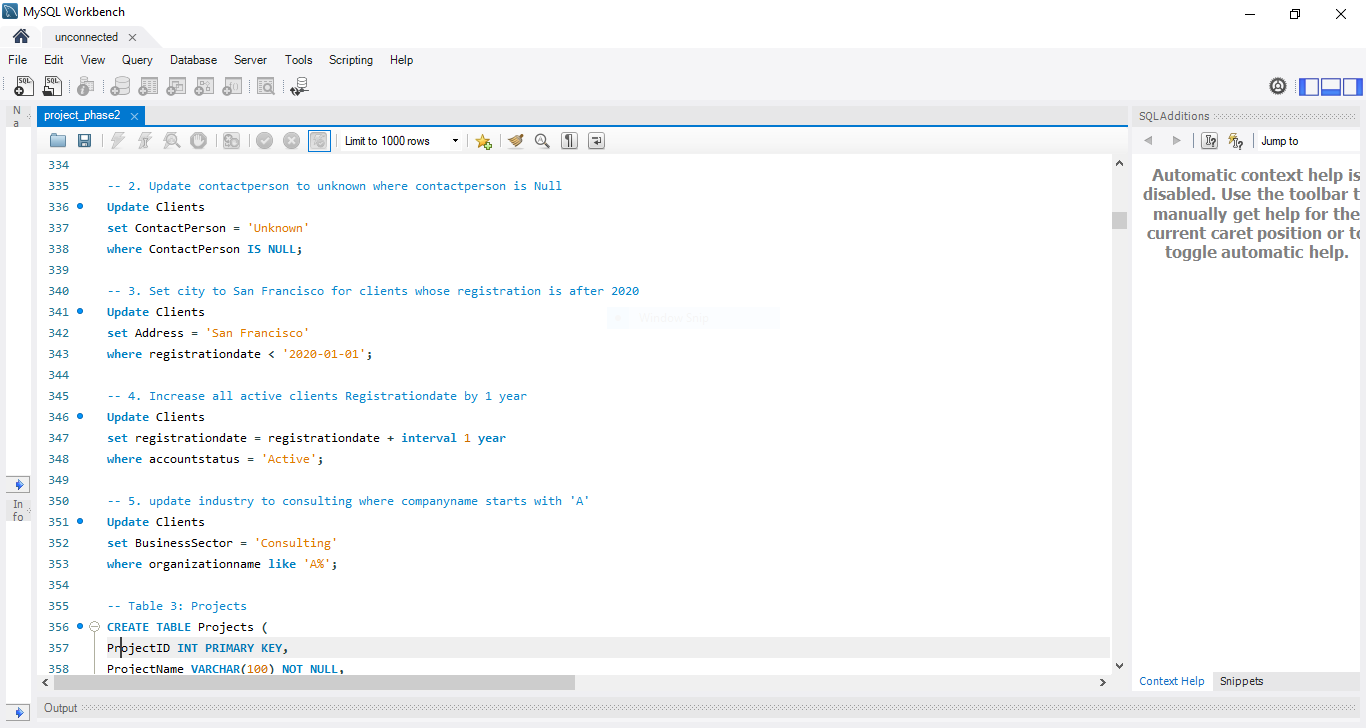 MySQL Workbench
unconnected
File Edit View Query Database Server Tools Scripting Help
SQL SQL
N
a
project_phase2
SQLAdditions
Limit to 1000 rows
Jump to
334
335 -- 2. Update contactperson to unknown where contactperson is Null
336 Update Clients
337 set ContactPerson = 'Unknown'
338 where ContactPerson IS NULL;
339
340 -- 3. Set city to San Francisco for clients whose registration is after 2020
341 Update Clients
342 set Address = 'San Francisco'
343 where registrationdate < '2020-01-01';
344
345 -- 4. Increase all active clients Registrationdate by 1 year
346 Update Clients
347 set registrationdate = registrationdate + interval 1 year
348 where accountstatus = 'Active';
349
350 -- 5. update industry to consulting where companyname starts with 'A'
351 Update Clients
352 set BusinessSector = 'Consulting'
353 where organizationname like 'A%';
354
355 -- Table 3: Projects
356 CREATE TABLE Projects (
357 ProjectID INT PRIMARY KEY,
358 ProjectName VARCHAR(100) NOT NULL,
Window Snip
In
fo
Automatic context help is
disabled. Use the toolbar t
manually get help for the
current caret position or to
toggle automatic help.
Context Help Snippets
Output